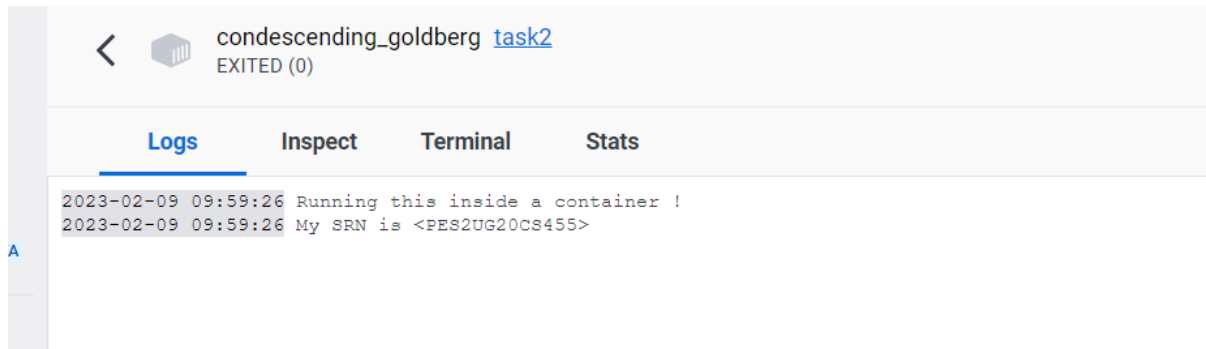 condescending_goldberg task2
EXITED (0)
Logs Inspect Terminal Stats
2023-02-09 09:59:26 Running this inside a container !
2023-02-09 09:59:26 My SRN is <PES2UG20CS455>
A